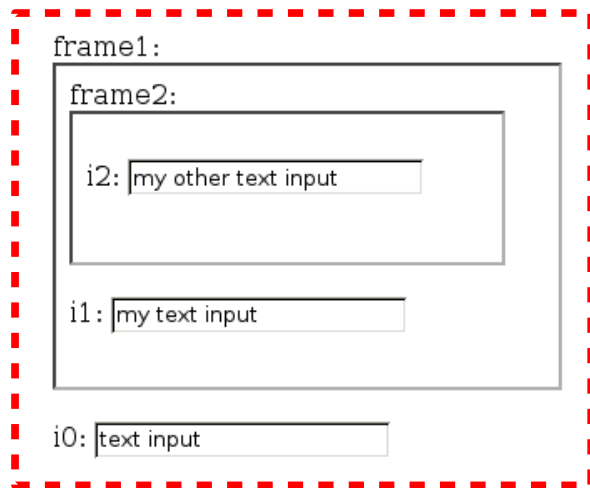 frame1:
frame2:
i2: my other text input
i1: my text input
i0: text input